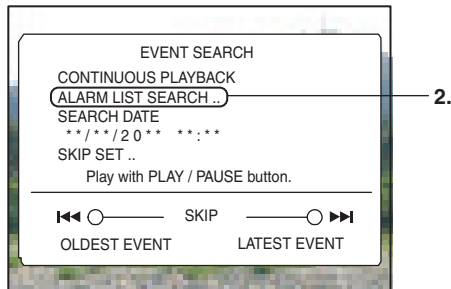 EVENT SEARCH
CONTINUOUS PLAYBACK
ALARM LIST SEARCH ..
2.
SEARCH DATE
**/**/20** **:**
SKIP SET ..
Play with PLAY / PAUSE button.
SKIP
OLDEST EVENT LATEST EVENT